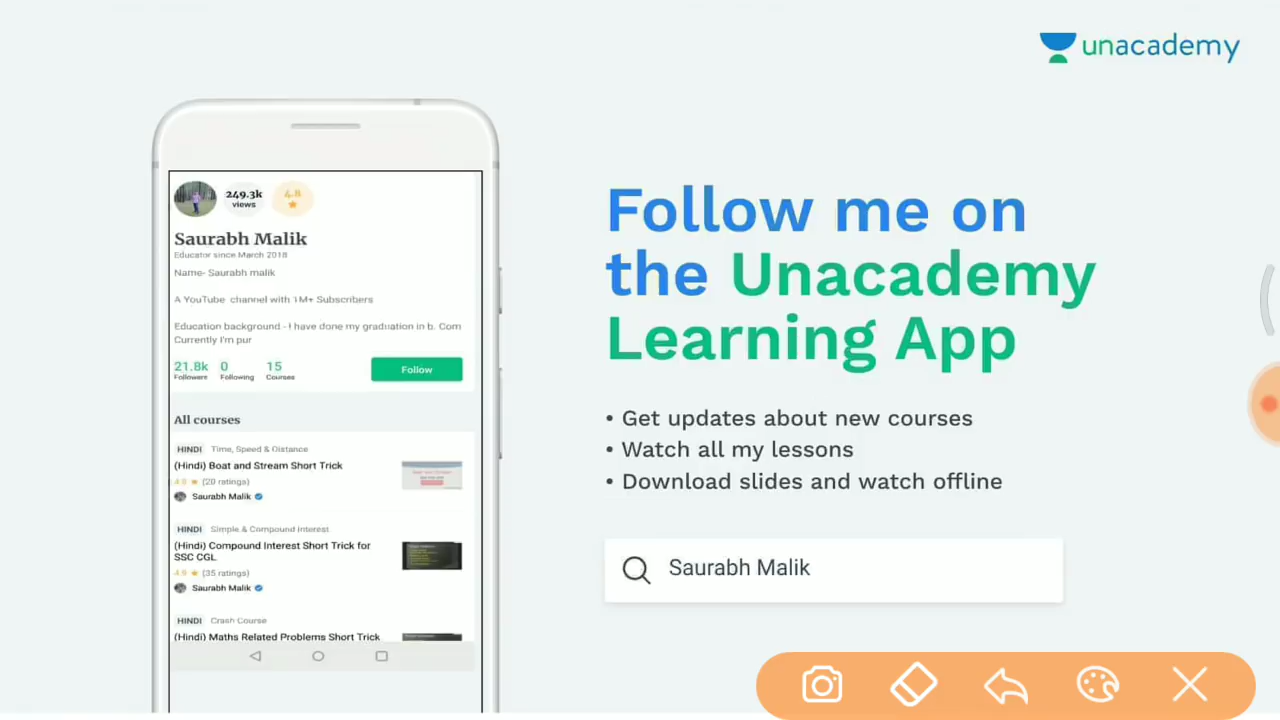 unacademy
249.3k
views
4.8
Saurabh Malik
Educator since March 2018
Name- Saurabh malik
A YouTube channel with 1M+ Subscribers
Education background - I have done my graduation in b. Com
Currently I'm pur
21.8k 0 15
Followers Following Courses
Follow
All courses
HINDI Time, Speed & Distance
(Hindi) Boat and Stream Short Trick
4.9 (20 ratings)
Saurabh Malik
HINDI Simple & Compound Interest
(Hindi) Compound Interest Short Trick for
SSC CGL
4.9 (35 ratings)
Saurabh Malik
HINDI Crash Course
(Hindi) Maths Related Problems Short Trick
Follow me on
the Unacademy
Learning App
• Get updates about new courses
• Watch all my lessons
• Download slides and watch offline
Saurabh Malik